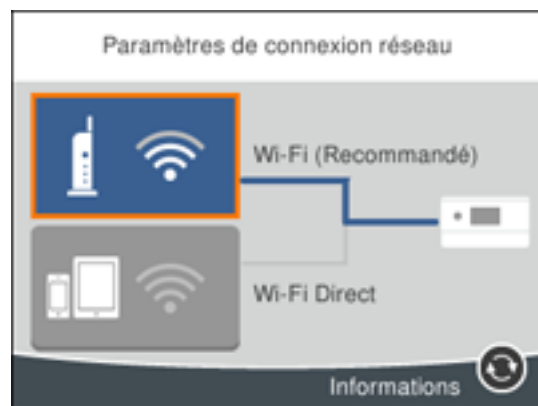 Paramètres de connexion réseau
Wi-Fi (Recommandé)
Wi-Fi Direct
Informations